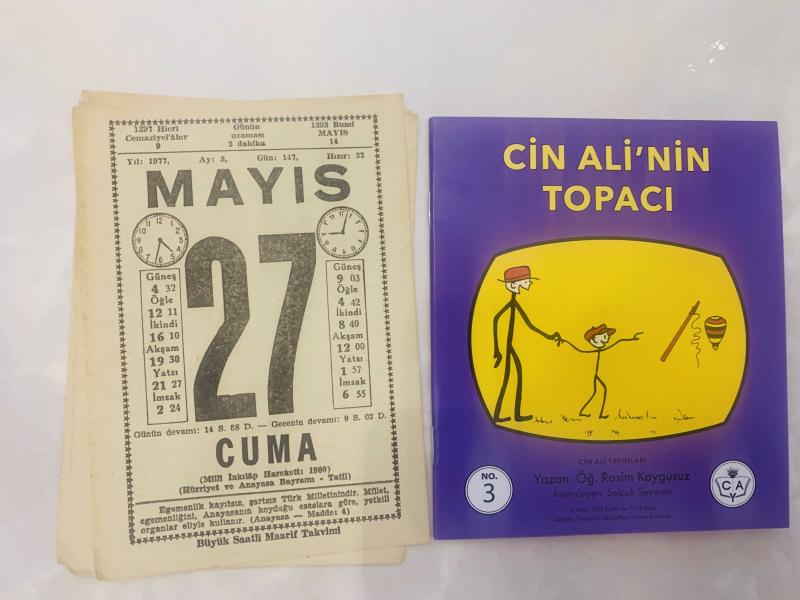 1397 Hicri
Cemaziyel'âhır
9
Günün
uzaması
2 dakika
1393 Rumi
MAYIS
14
Yıl: 1977, Ay: 5, Gün: 147, Hızır: 22
MAYIS
27
Güneş
4 32
Öğle
12 11
İkindi
16 10
Akşam
19 30
Yatsı
21 27
İmsak
2 24
Güneş
9 03
Öğle
4 42
İkindi
8 40
Akşam
12 00
Yatsı
1 57
İmsak
6 55
Günün devamı: 14 S. 58 D. — Gecenin devamı: 9 S. 02 D.
CUMA
(Milli İnkılâp Hareketi: 1960)
(Hürriyet ve Anayasa Bayramı - Tatil)
Egemenlik kayıtsız, şartsız Türk Milletinindir. Millet,
egemenliğini, Anayasanın koyduğu esaslara göre, yetkili
organlar eliyle kullanır. (Anayasa — Madde: 4)
Büyük Saatli Maarif Takvimi
CİN ALİ'NİN
TOPACI
CİN ALİ YAYINLARI
NO.
3
Yazan: Öğ. Rasim Kaygusuz
Resimleyen: Selçuk Seymen
C A
Y